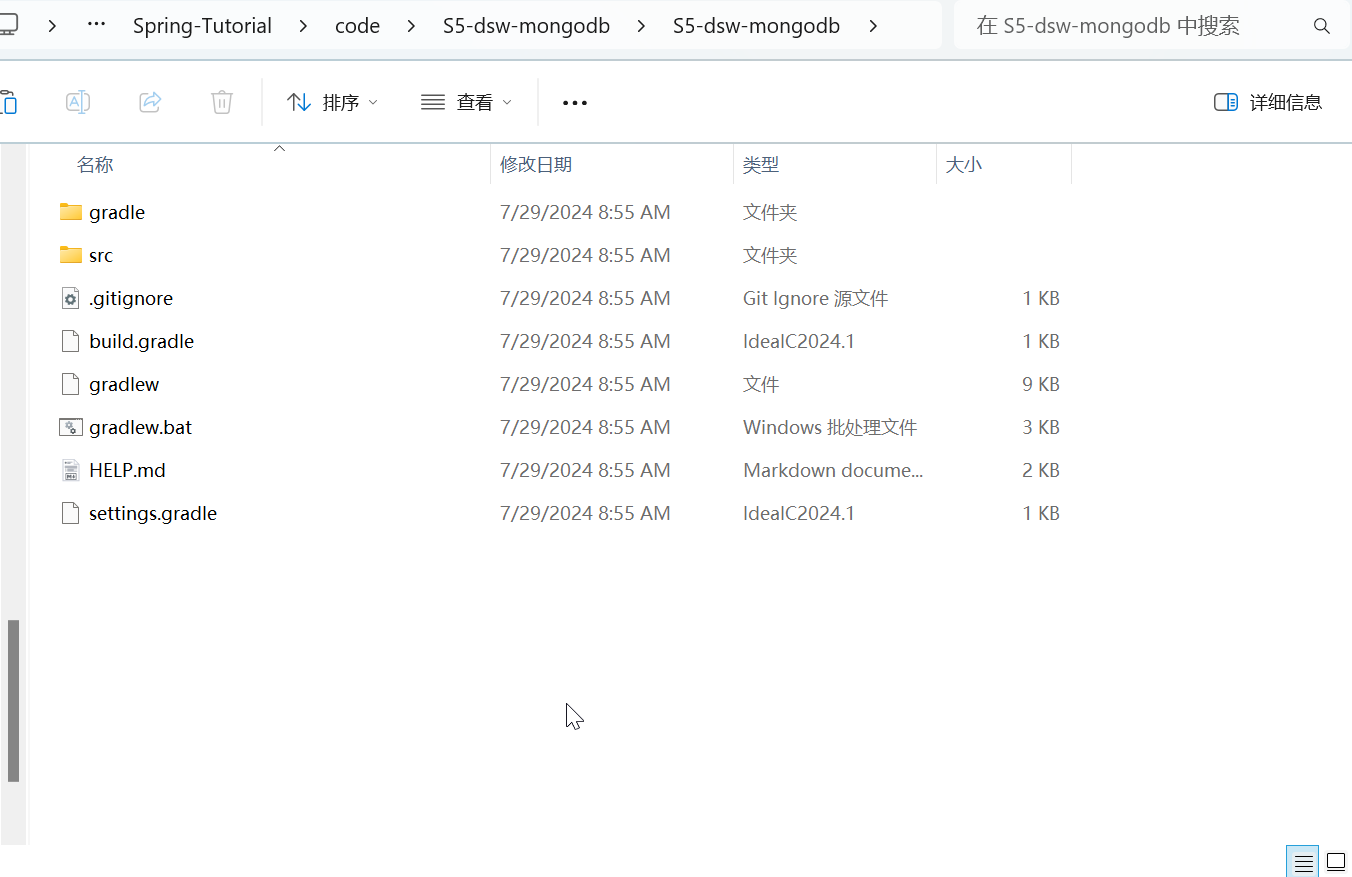 Spring-Tutorial code S5-dsw-mongodb S5-dsw-mongodb 在 S5-dsw-mongodb 中搜索
排序 查看 详细信息
名称 修改日期 类型 大小
gradle 7/29/2024 8:55 AM 文件夹
src 7/29/2024 8:55 AM 文件夹
.gitignore 7/29/2024 8:55 AM Git Ignore 源文件 1 KB
build.gradle 7/29/2024 8:55 AM IdealC2024.1 1 KB
gradlew 7/29/2024 8:55 AM 文件 9 KB
gradlew.bat 7/29/2024 8:55 AM Windows 批处理文件 3 KB
HELP.md 7/29/2024 8:55 AM Markdown docume... 2 KB
settings.gradle 7/29/2024 8:55 AM IdealC2024.1 1 KB